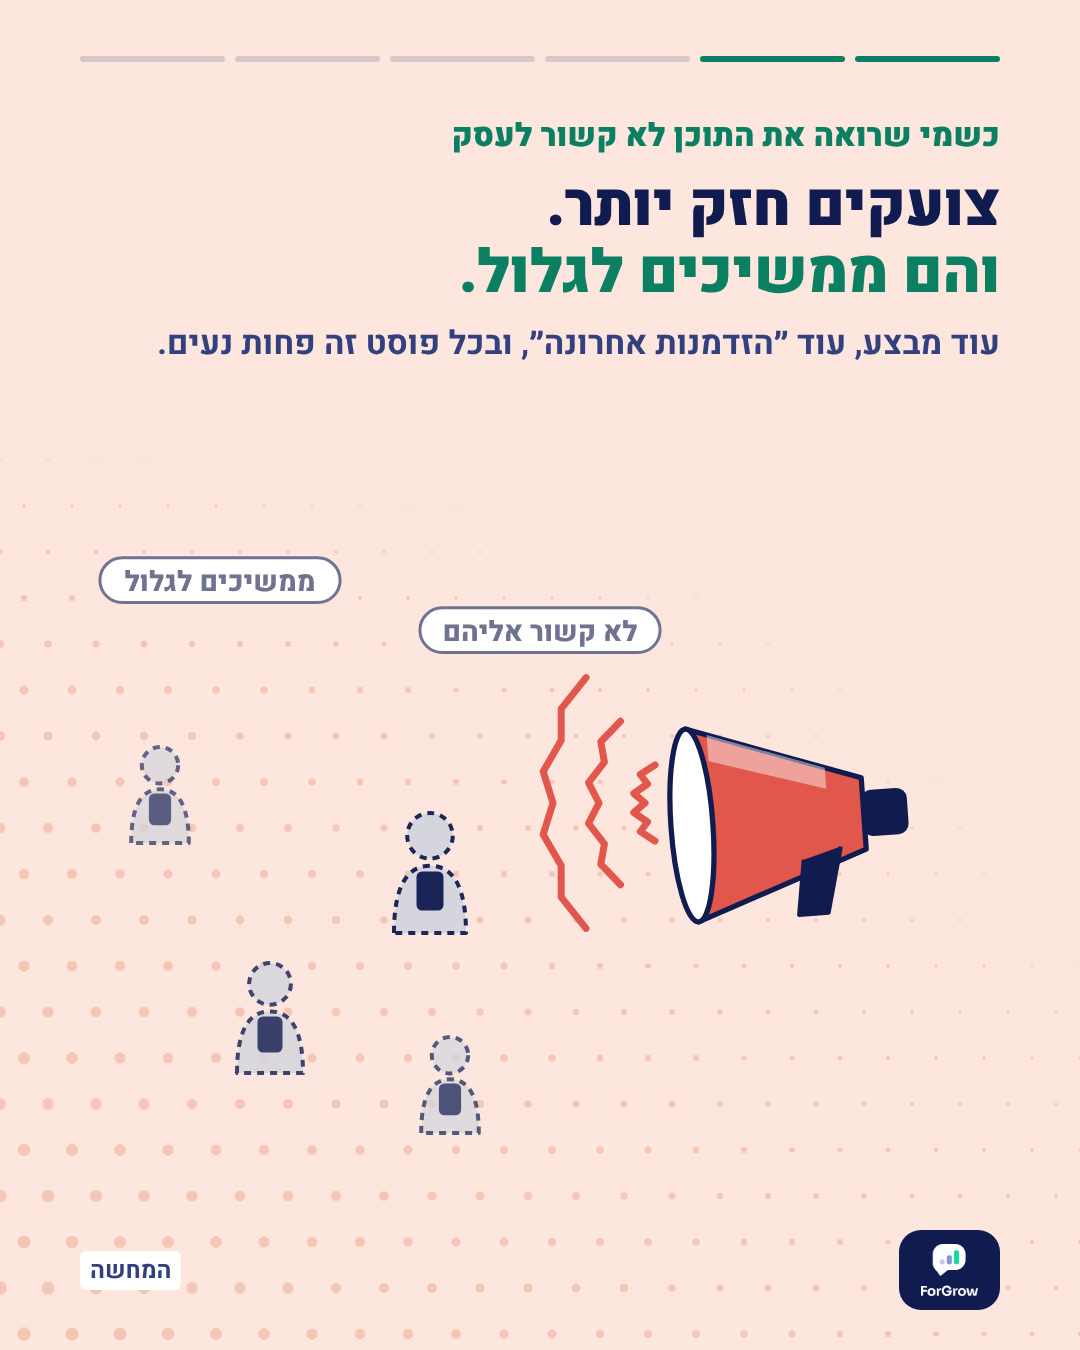 כשמי שרואה את התוכן לא קשור לעסק
צועקים חזק יותר.
והם ממשיכים לגלול.
עוד מבצע, עוד ״הזדמנות אחרונה״, ובכל פוסט זה פחות נעים.
ממשיכים לגלול
לא קשור אליהם
המחשה
ForGrow